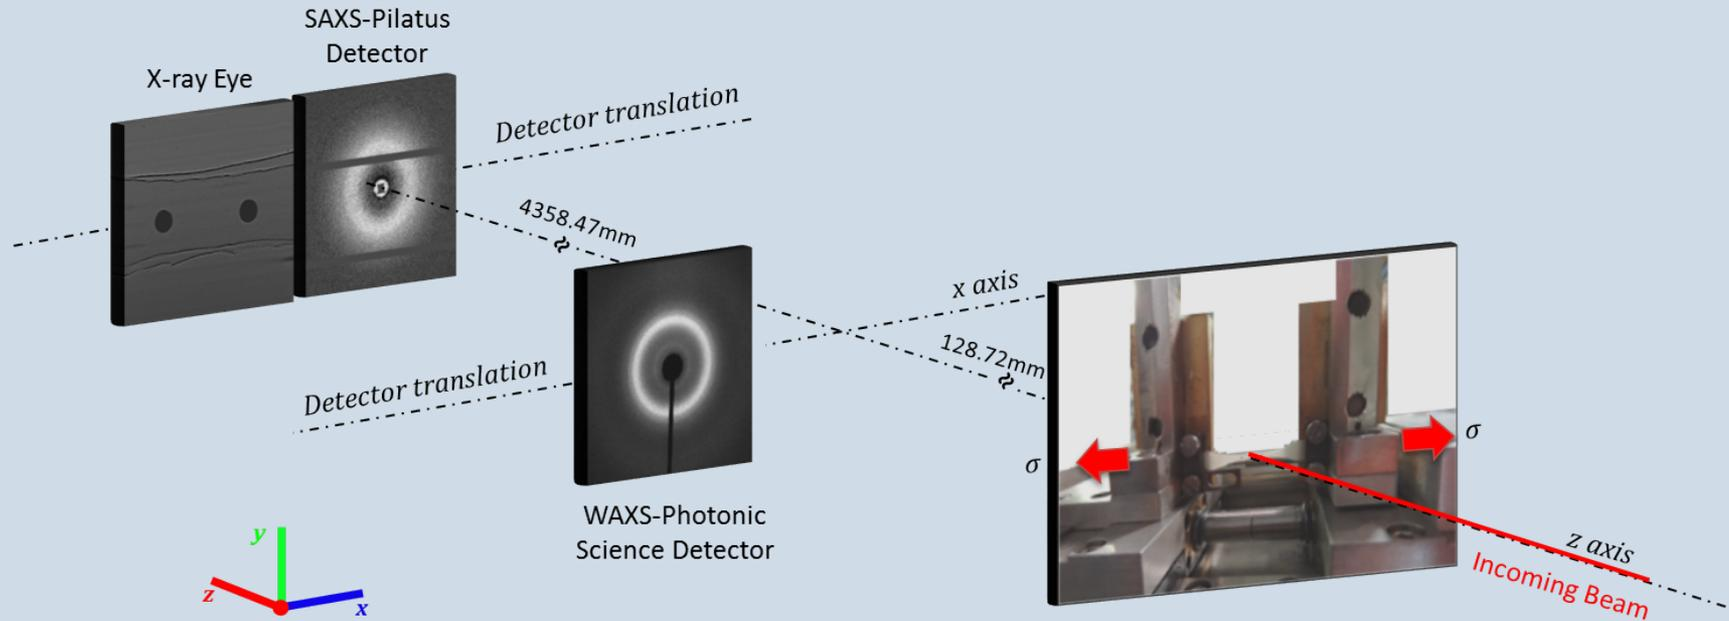 SAXS-Pilatus
Detector
X-ray Eye
Detector translation
4358.47mm
x axis
128.72mm
Detector translation
σ
σ
WAXS-Photonic
Science Detector
z axis
Incoming Beam
y
z
x